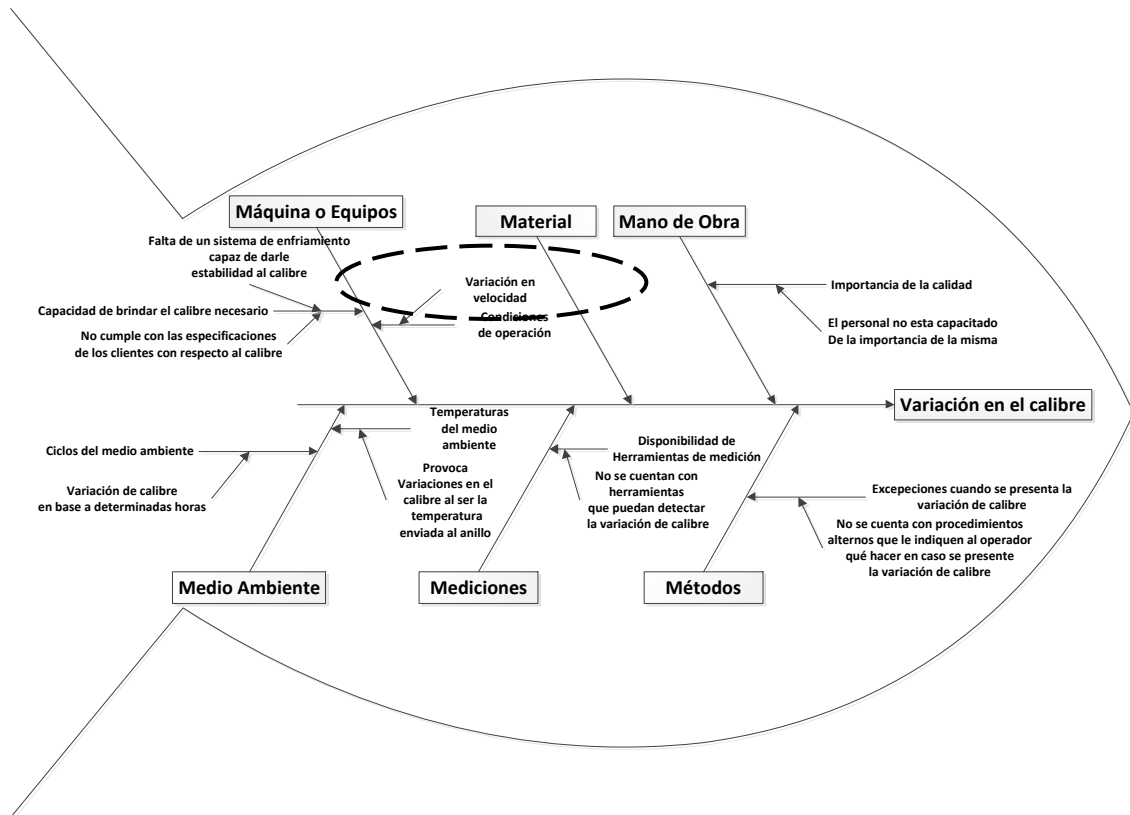 Máquina o Equipos
Material
Mano de Obra
Falta de un sistema de enfriamiento
capaz de darle
estabilidad al calibre
Capacidad de brindar el calibre necesario
No cumple con las especificaciones
de los clientes con respecto al calibre
Variación en
velocidad
Condiciones
de operación
Importancia de la calidad
El personal no esta capacitado
De la importancia de la misma
Variación en el calibre
Ciclos del medio ambiente
Variación de calibre
en base a determinadas horas
Temperaturas
del medio
ambiente
Provoca
Variaciones en el
calibre al ser la
temperatura
enviada al anillo
Disponibilidad de
Herramientas de medición
No se cuentan con
herramientas
que puedan detectar
la variación de calibre
Excepeciones cuando se presenta la
variación de calibre
No se cuenta con procedimientos
alternos que le indiquen al operador
qué hacer en caso se presente
la variación de calibre
Medio Ambiente
Mediciones
Métodos